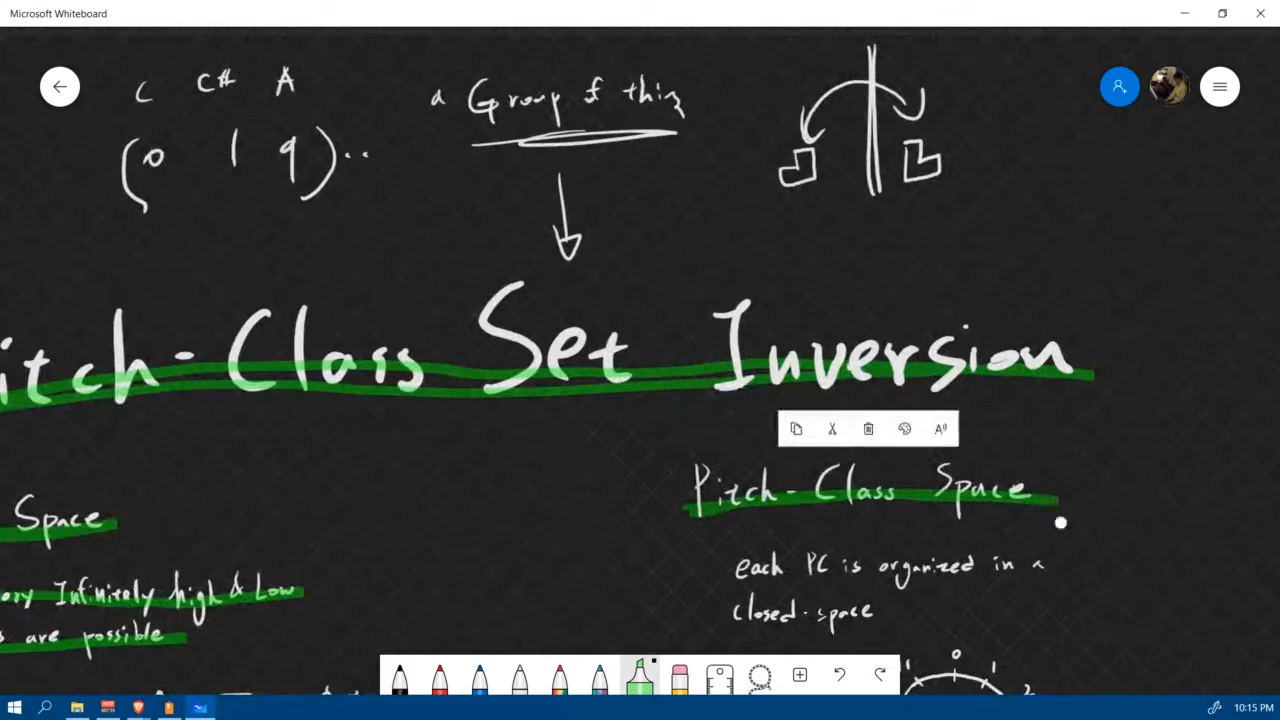 Microsoft Whiteboard
C C# A
(0 1 9)..
a Group of thin
itch-Class Set Inversion
Space
Pitch-Class Space
ory Infinitely high & Low
s are possible
each PC is organized in a
closed-space
0
1
10:15 PM